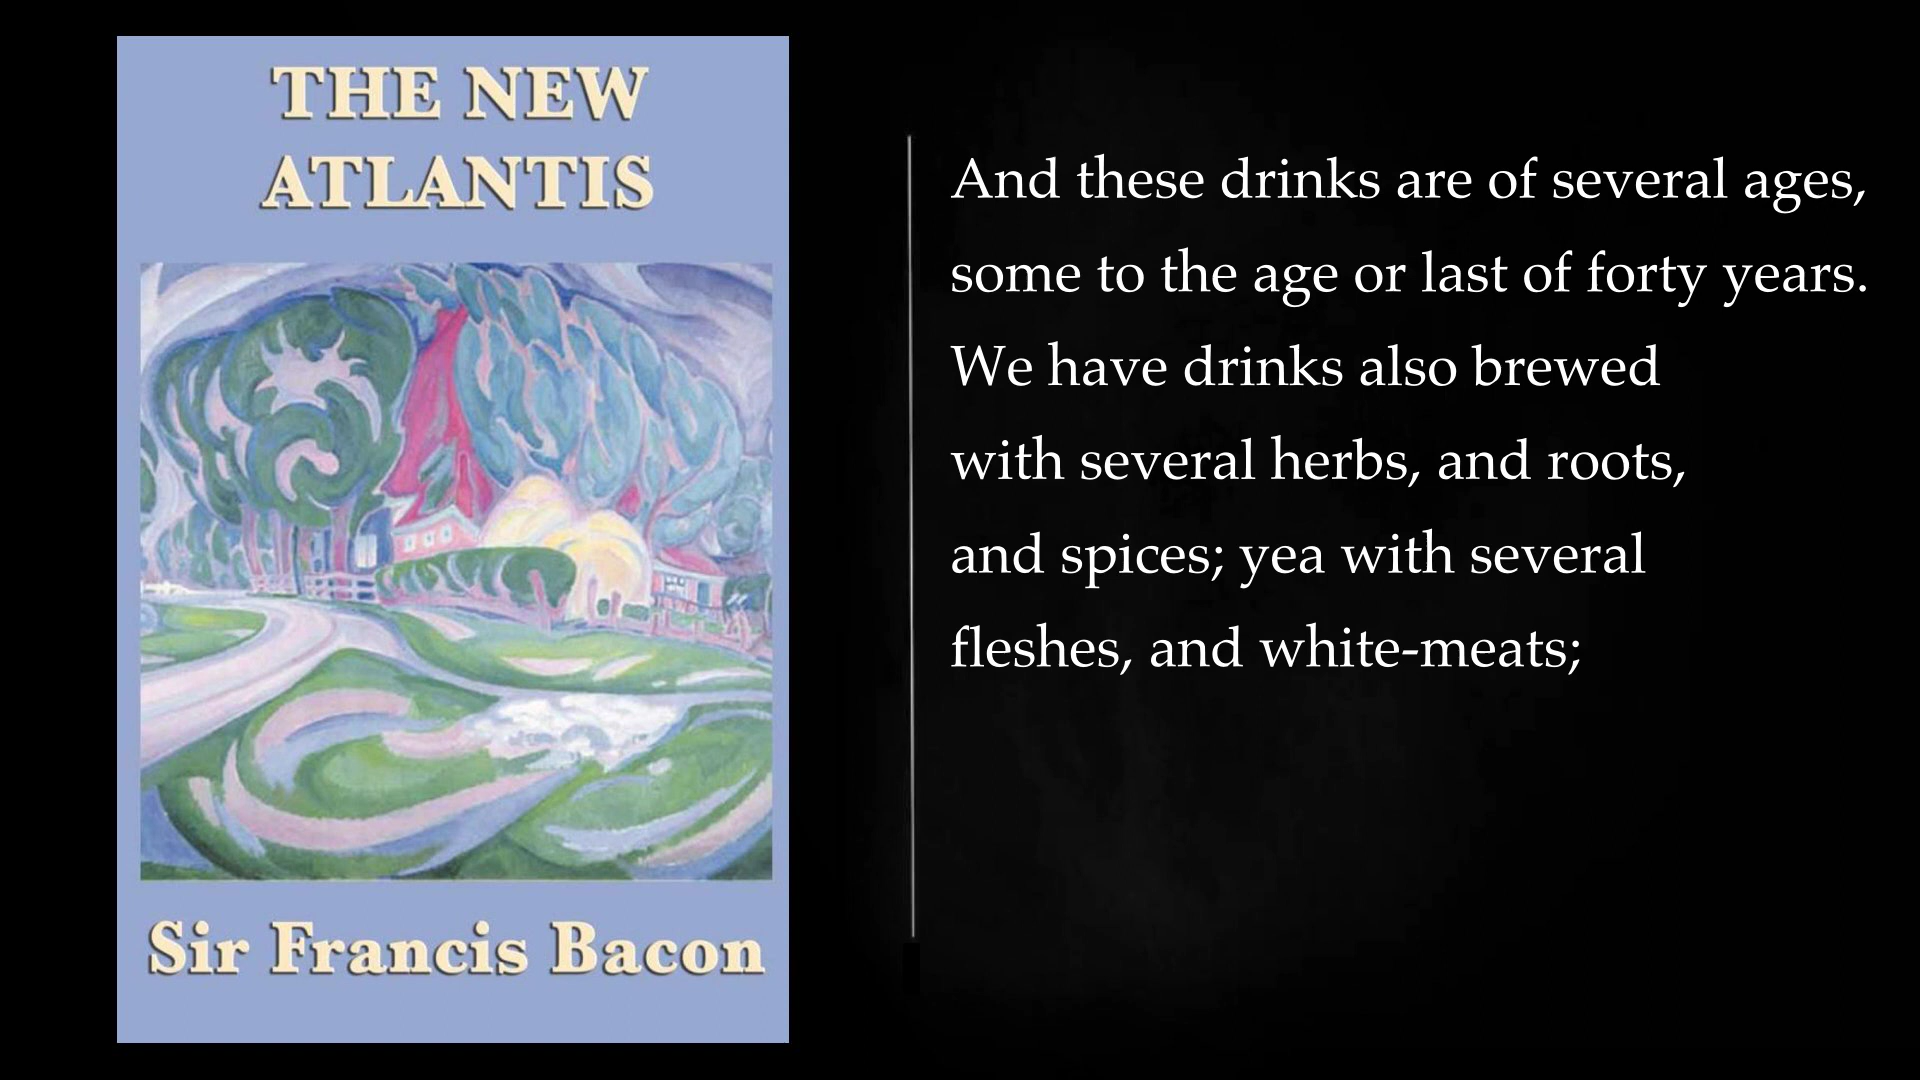 THE NEW
ATLANTIS
Sir Francis Bacon
And these drinks are of several ages,
some to the age or last of forty years.
We have drinks also brewed
with several herbs, and roots,
and spices; yea with several
fleshes, and white-meats;